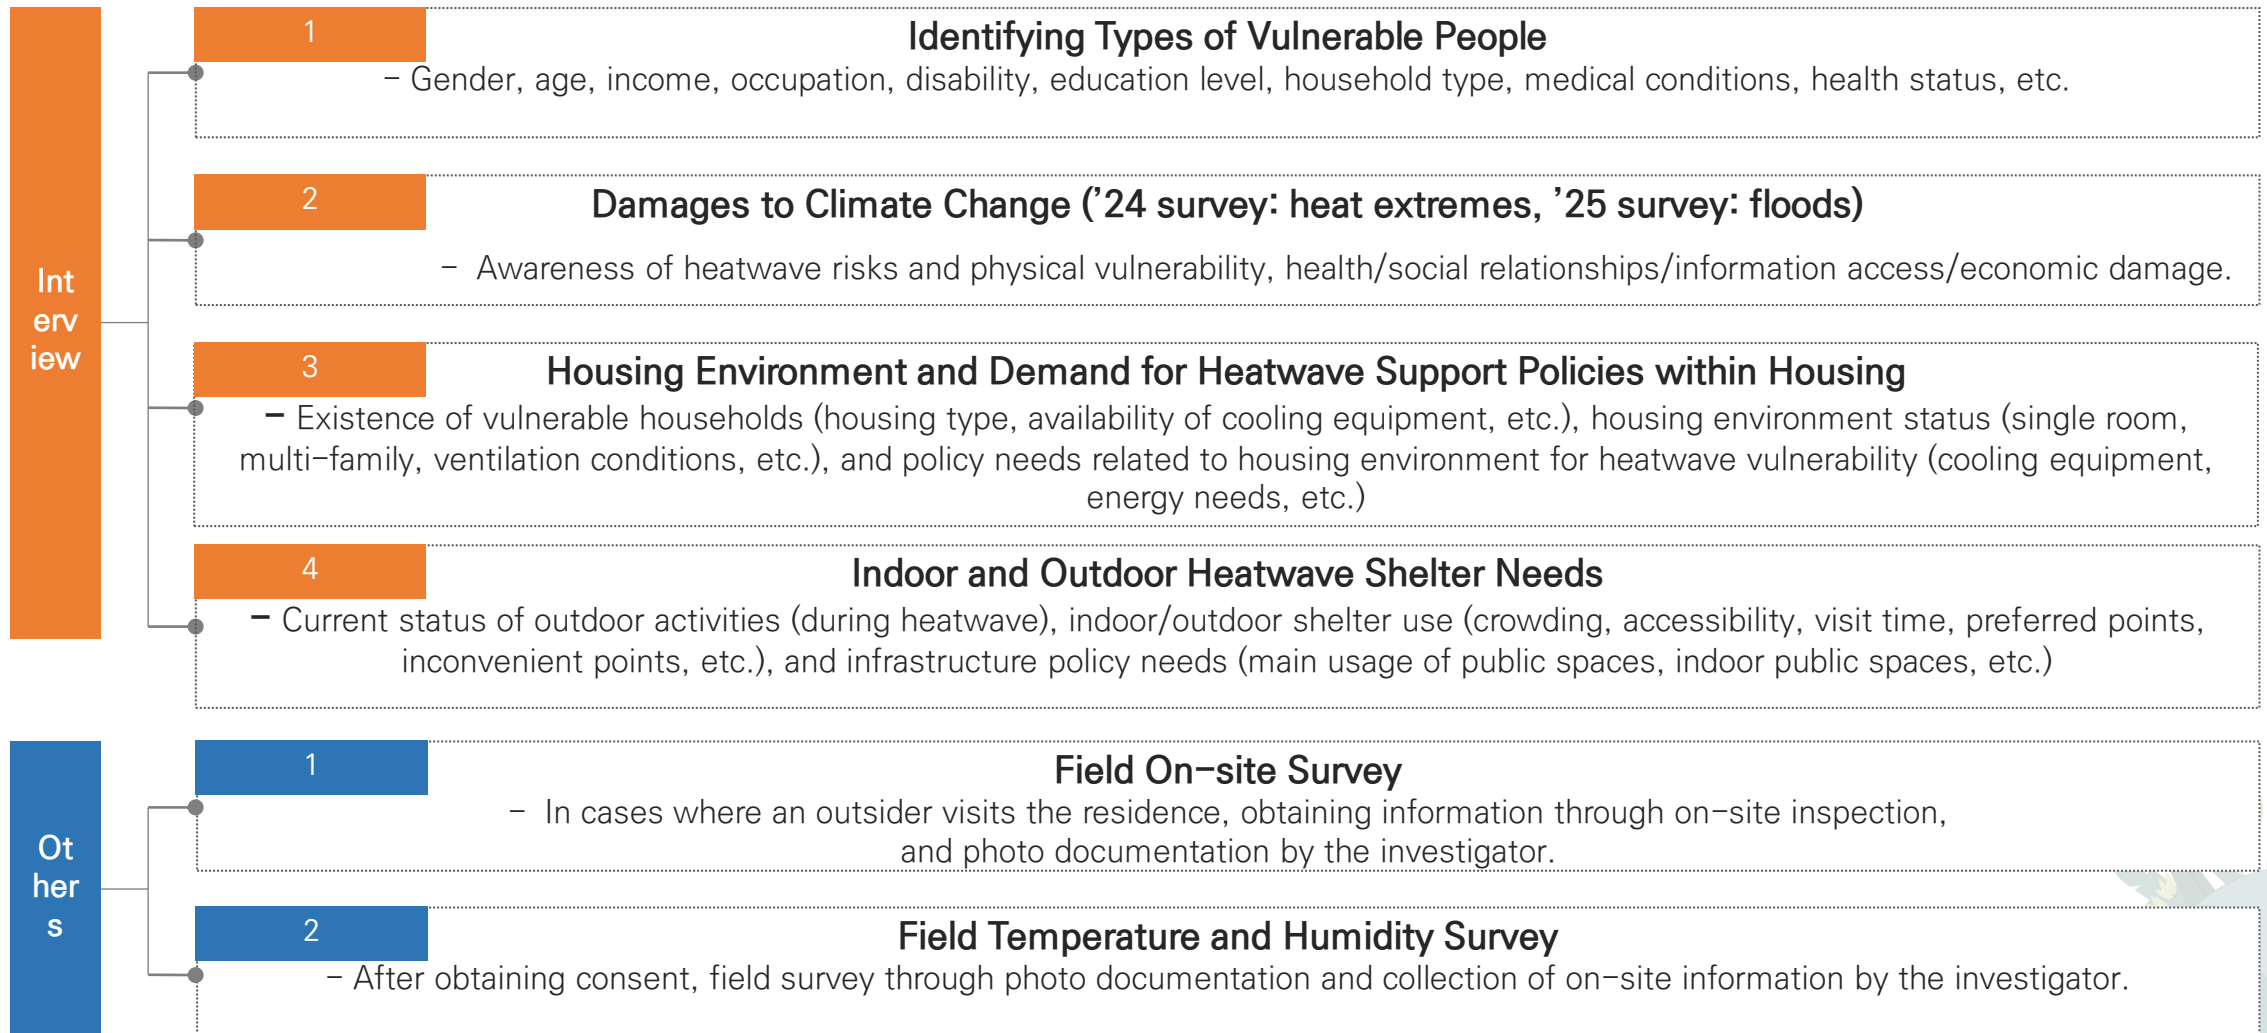 Int
erv
iew
1
Identifying Types of Vulnerable People
- Gender, age, income, occupation, disability, education level, household type, medical conditions, health status, etc.
2
Damages to Climate Change (’24 survey: heat extremes, ’25 survey: floods)
- Awareness of heatwave risks and physical vulnerability, health/social relationships/information access/economic damage.
3
Housing Environment and Demand for Heatwave Support Policies within Housing
- Existence of vulnerable households (housing type, availability of cooling equipment, etc.), housing environment status (single room,
multi-family, ventilation conditions, etc.), and policy needs related to housing environment for heatwave vulnerability (cooling equipment,
energy needs, etc.)
4
Indoor and Outdoor Heatwave Shelter Needs
- Current status of outdoor activities (during heatwave), indoor/outdoor shelter use (crowding, accessibility, visit time, preferred points,
inconvenient points, etc.), and infrastructure policy needs (main usage of public spaces, indoor public spaces, etc.)
Ot
her
s
1
Field On-site Survey
- In cases where an outsider visits the residence, obtaining information through on-site inspection,
and photo documentation by the investigator.
2
Field Temperature and Humidity Survey
- After obtaining consent, field survey through photo documentation and collection of on-site information by the investigator.